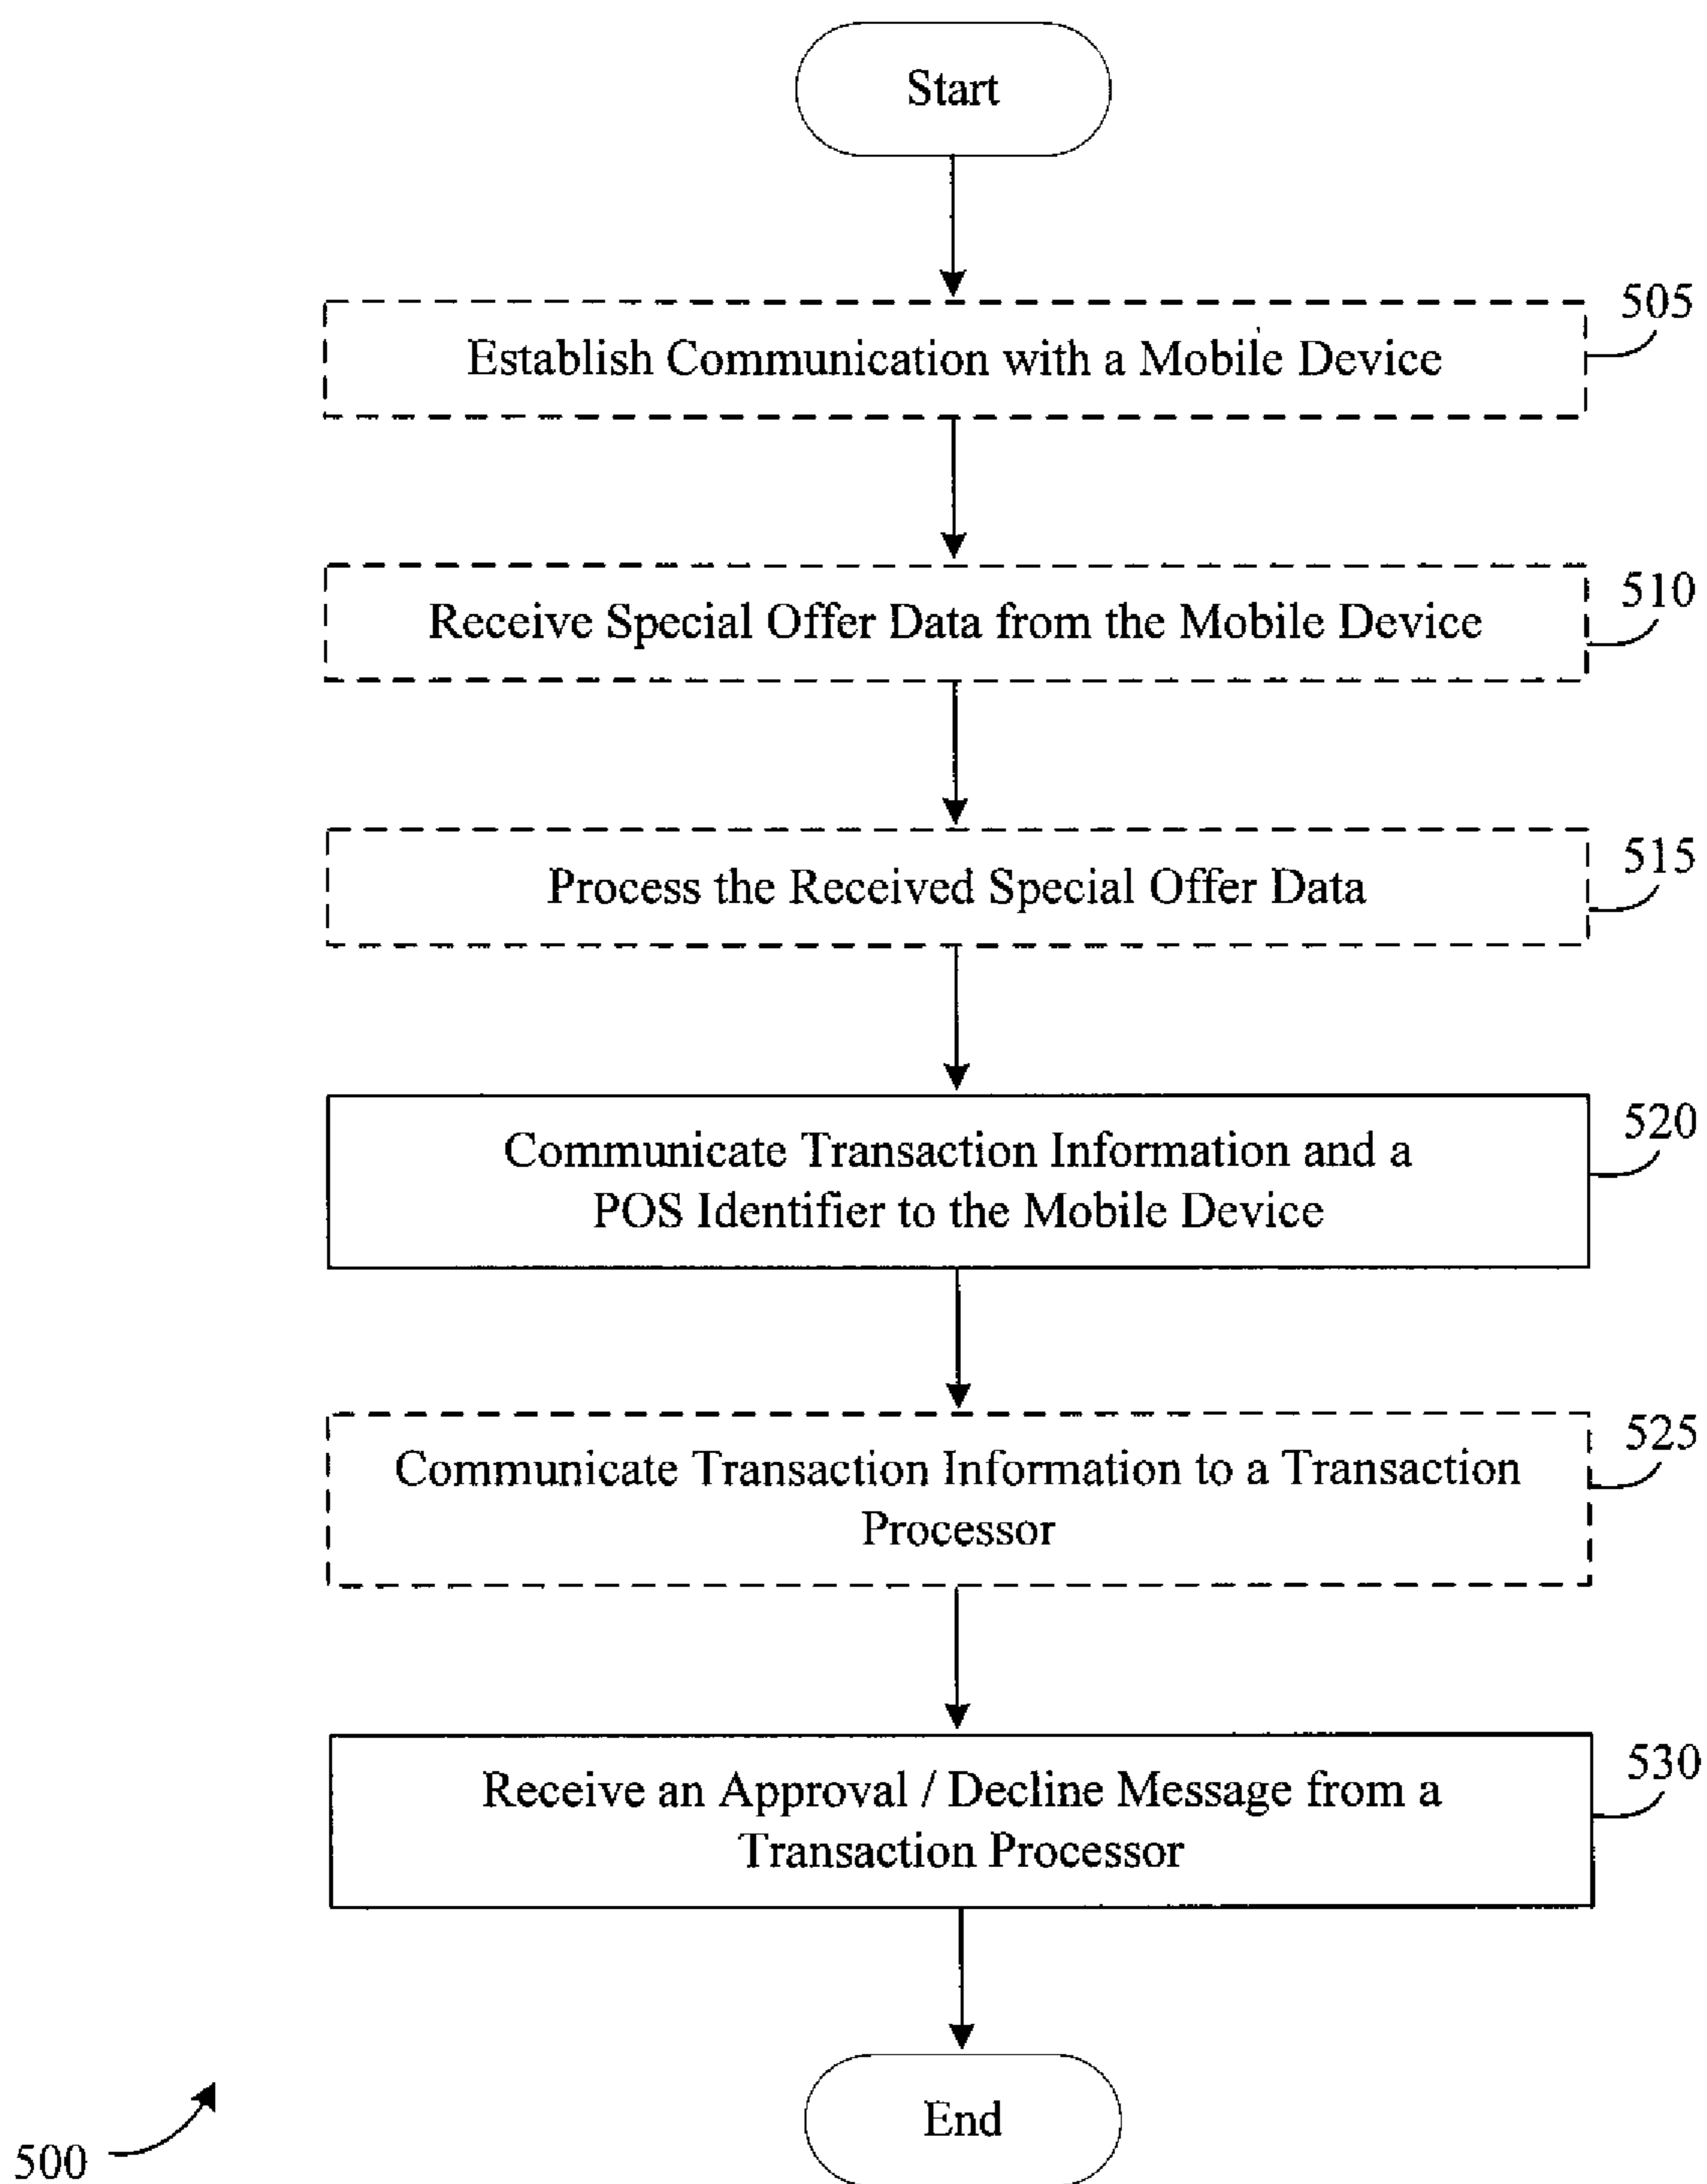 Start
505
Establish Communication with a Mobile Device
510
Receive Special Offer Data from the Mobile Device
515
Process the Received Special Offer Data
520
Communicate Transaction Information and a
POS Identifier to the Mobile Device
525
Communicate Transaction Information to a Transaction
Processor
530
Receive an Approval / Decline Message from a
Transaction Processor
End
500